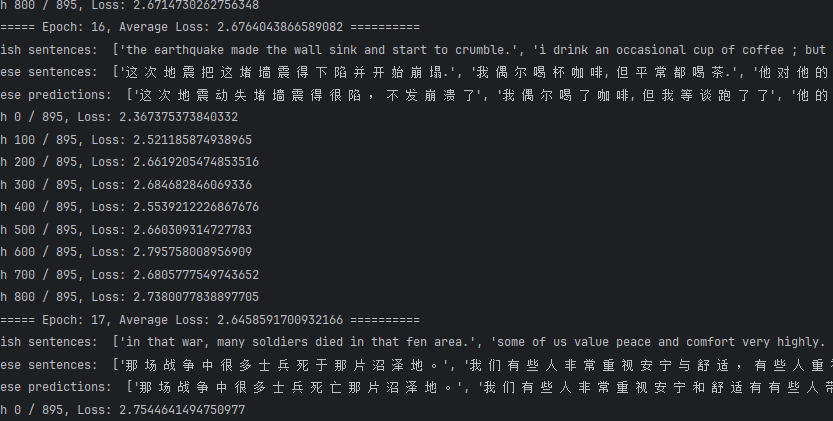 h 800 / 895, Loss: 2.6714730262756348
===== Epoch: 16, Average Loss: 2.6764043866589082 ==========
ish sentences:  ['the earthquake made the wall sink and start to crumble.', 'i drink an occasional cup of coffee ; but
ese sentences:  ['这 次 地 震 把 这 堵 墙 震 得 下 陷 并 开 始 崩 塌.', '我 偶 尔 喝 杯 咖 啡, 但 平 常 都 喝 茶.', '他 对 他 的
ese predictions:  ['这 次 地 震 动 失 堵 墙 震 得 很 陷 ， 不 发 崩 溃 了', '我 偶 尔 喝 了 咖 啡, 但 我 等 谈 跑 了 了', '他 的
h 0 / 895, Loss: 2.367375373840332
h 100 / 895, Loss: 2.521185874938965
h 200 / 895, Loss: 2.6619205474853516
h 300 / 895, Loss: 2.684682846069336
h 400 / 895, Loss: 2.5539212226867676
h 500 / 895, Loss: 2.660309314727783
h 600 / 895, Loss: 2.795758008956909
h 700 / 895, Loss: 2.6805777549743652
h 800 / 895, Loss: 2.7380077838897705
===== Epoch: 17, Average Loss: 2.6458591700932166 ==========
ish sentences:  ['in that war, many soldiers died in that fen area.', 'some of us value peace and comfort very highly.
ese sentences:  ['那 场 战 争 中 很 多 士 兵 死 于 那 片 沼 泽 地 。', '我 们 有 些 人 非 常 重 视 安 宁 与 舒 适 ， 有 些 人 重
ese predictions:  ['那 场 战 争 中 很 多 士 兵 死 亡 那 片 沼 泽 地 。', '我 们 有 些 人 非 常 重 视 安 宁 和 舒 适 有 有 些 人 带
h 0 / 895, Loss: 2.7544641494750977